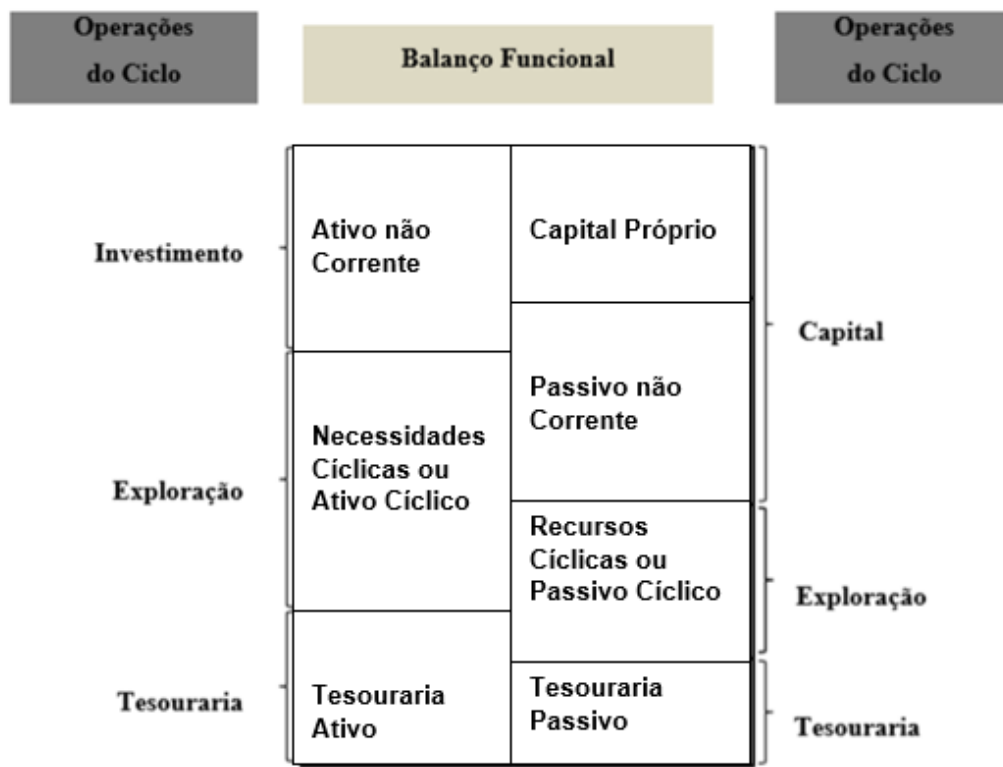 Operações
do Ciclo
Balanço Funcional
Operações
do Ciclo
Investimento
Ativo não
Corrente
Capital Próprio
Capital
Passivo não
Corrente
Exploração
Necessidades
Cíclicas ou
Ativo Cíclico
Recursos
Cíclicas ou
Passivo Cíclico
Exploração
Tesouraria
Tesouraria
Ativo
Tesouraria
Passivo
Tesouraria